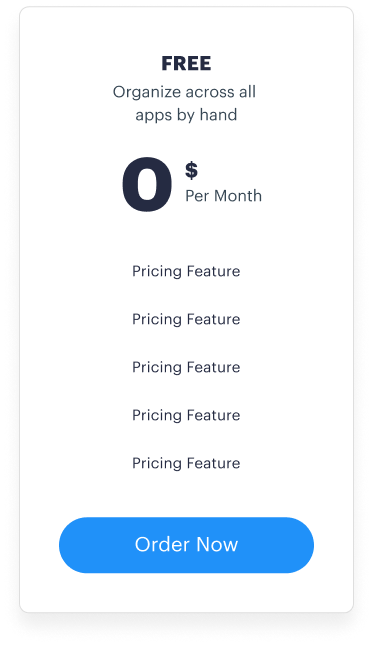 FREE
Organize across all
apps by hand
0
$
Per Month
Pricing Feature
Pricing Feature
Pricing Feature
Pricing Feature
Pricing Feature
Order Now